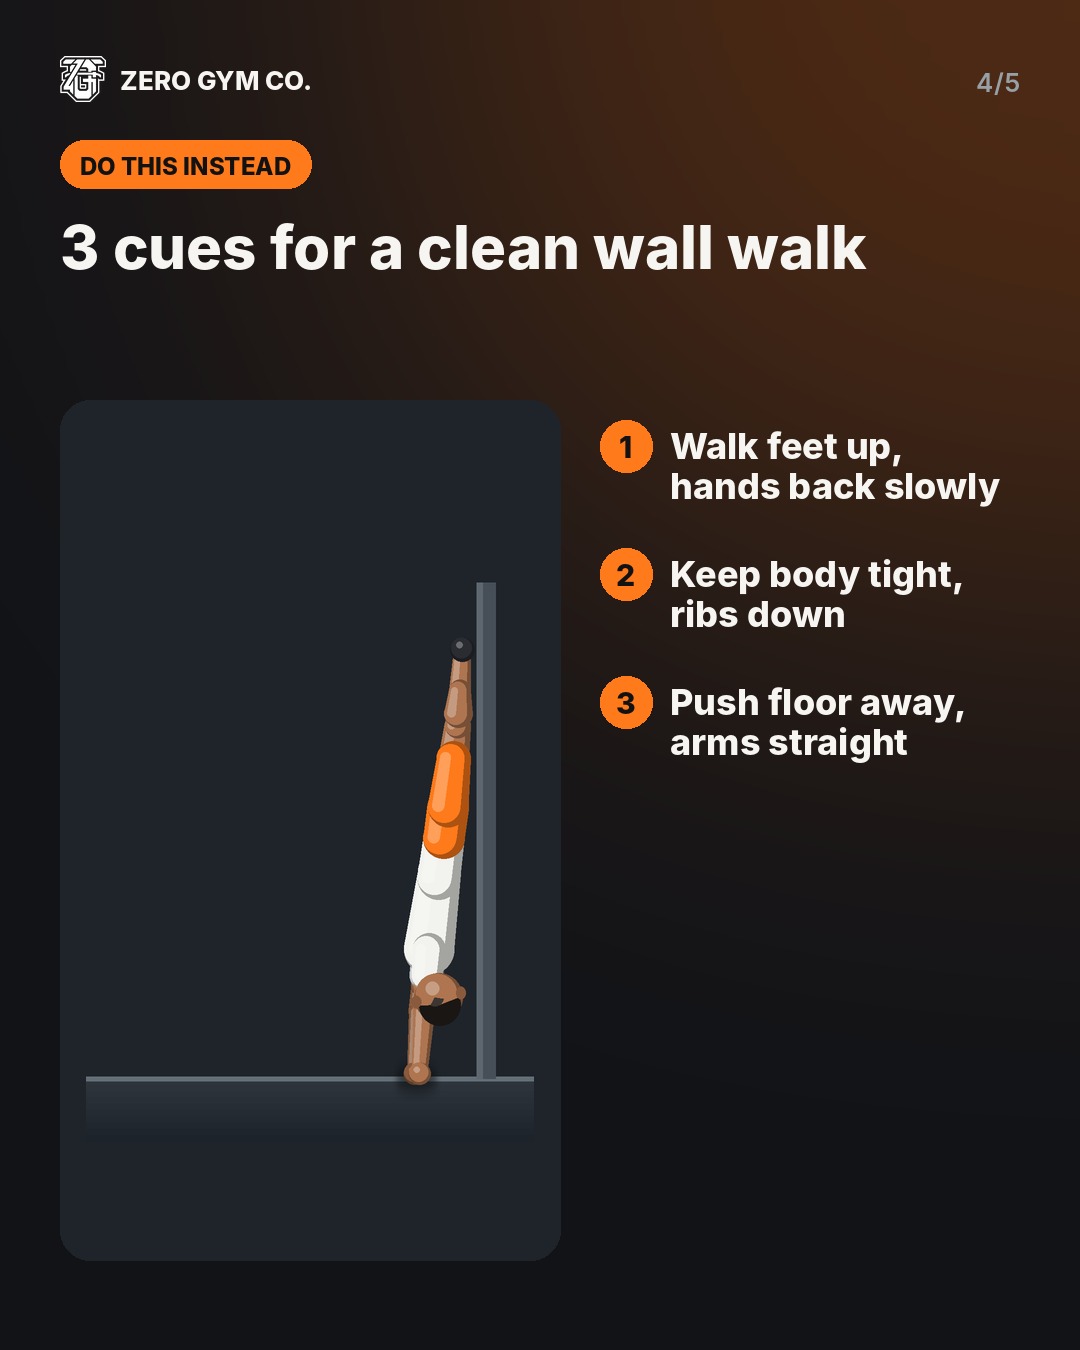 ZERO GYM CO.
4/5
DO THIS INSTEAD
3 cues for a clean wall walk
1 Walk feet up,
hands back slowly
2 Keep body tight,
ribs down
3 Push floor away,
arms straight